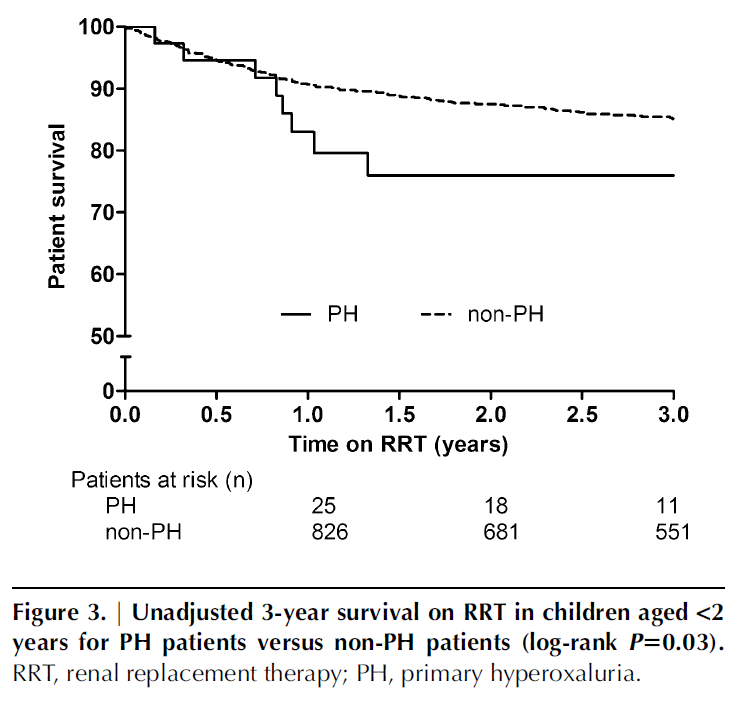 100
90
80
70
60
50
0
Patient survival
PH
non-PH
0.0 0.5 1.0 1.5 2.0 2.5 3.0
Time on RRT (years)
Patients at risk (n)
PH 25 18 11
non-PH 826 681 551
Figure 3. | Unadjusted 3-year survival on RRT in children aged <2
years for PH patients versus non-PH patients (log-rank P=0.03).
RRT, renal replacement therapy; PH, primary hyperoxaluria.